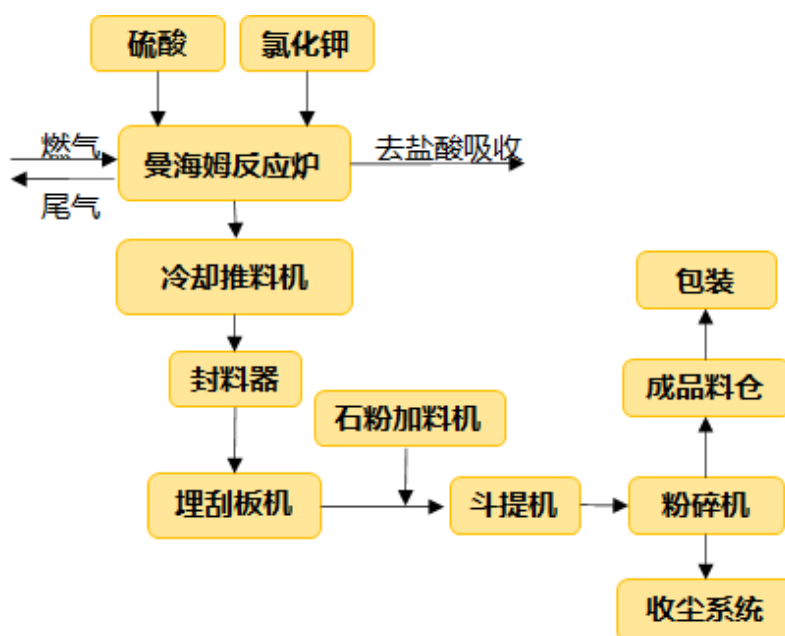 硫酸
氯化钾
燃气
曼海姆反应炉
去盐酸吸收
尾气
冷却推料机
包装
封料器
成品料仓
石粉加料机
埋刮板机
斗提机
粉碎机
收尘系统